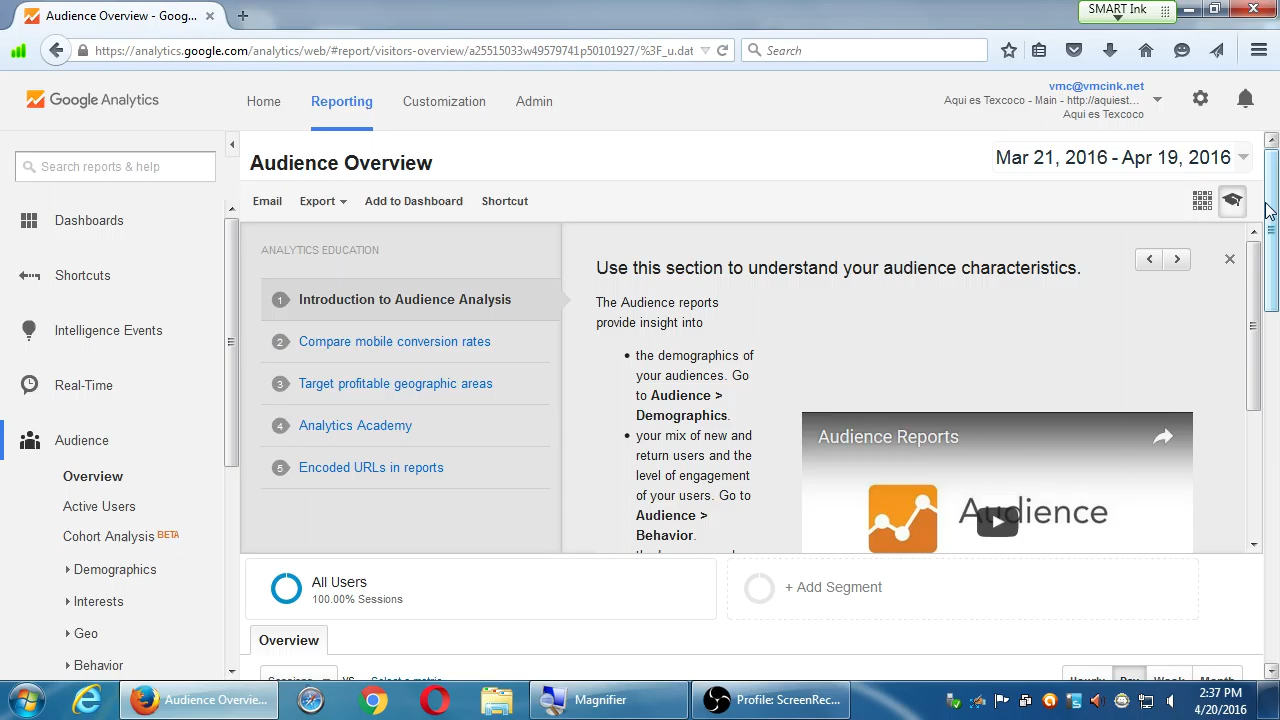 Audience Overview - Goog...
SMART Ink
https://analytics.google.com/analytics/web/#report/visitors-overview/a25515033w49579741p50101927/%3F_u.dat
Search
Google Analytics
Home
Reporting
Customization
Admin
vmc@vmcink.net
Aqui es Texcoco - Main - http://aquiest...
Aqui es Texcoco
Search reports & help
Dashboards
Shortcuts
Intelligence Events
Real-Time
Audience
Overview
Active Users
Cohort Analysis BETA
Demographics
Interests
Geo
Behavior
Audience Overview
Mar 21, 2016 - Apr 19, 2016
Email
Export
Add to Dashboard
Shortcut
ANALYTICS EDUCATION
1 Introduction to Audience Analysis
2 Compare mobile conversion rates
3 Target profitable geographic areas
4 Analytics Academy
5 Encoded URLs in reports
Use this section to understand your audience characteristics.
The Audience reports
provide insight into
• the demographics of
your audiences. Go
to Audience >
Demographics.
• your mix of new and
return users and the
level of engagement
of your users. Go to
Audience >
Behavior.
Audience Reports
Audience
All Users
100.00% Sessions
+ Add Segment
Overview
Sessions
VS.
Select a metric
Hourly
Day
Week
Month
Audience Overvie...
Magnifier
Profile: ScreenRec...
2:37 PM
4/20/2016